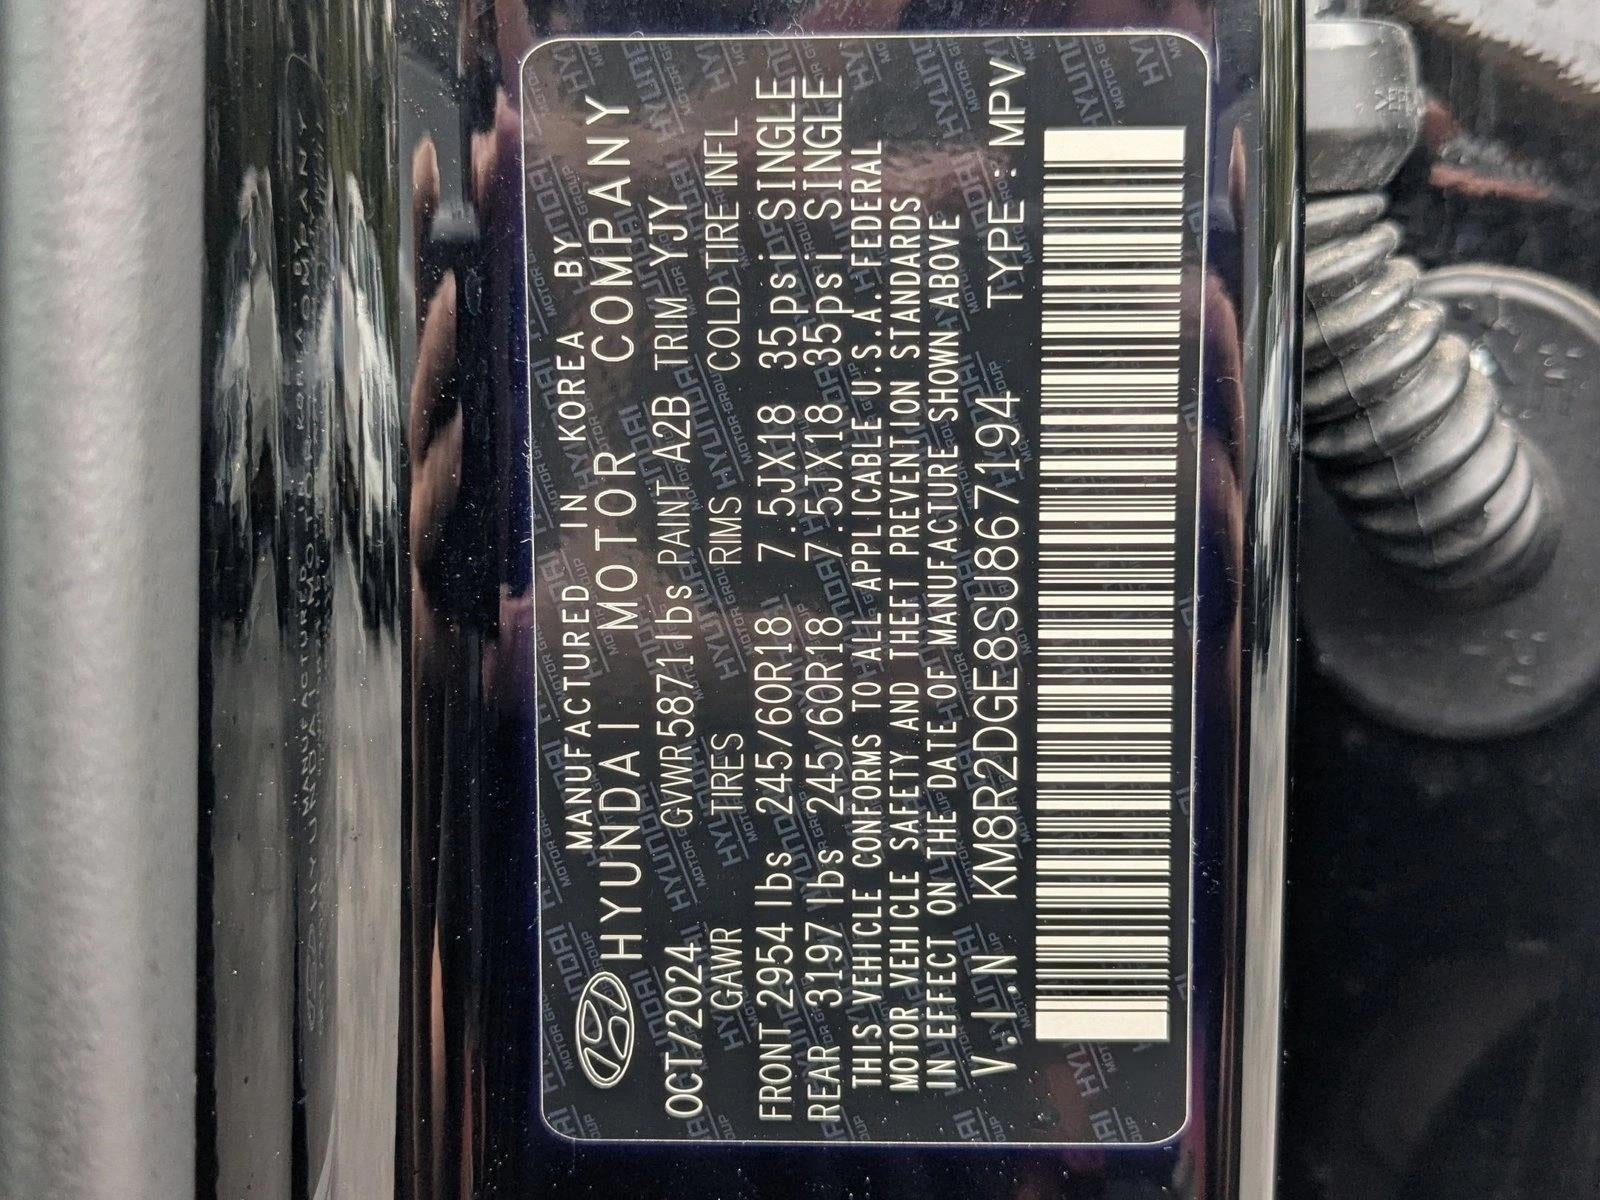 MANUFACTURED IN KOREA BY
HYUNDAI MOTOR COMPANY
OCT/2024 GVWR5871lbs PAINT A2B TRIM YJY
GAWR TIRES RIMS COLD TIRE INFL
FRONT 2954 lbs 245/60R18 7.5JX18 35psi SINGLE
REAR 3197 lbs 245/60R18 7.5JX18 35psi SINGLE
THIS VEHICLE CONFORMS TO ALL APPLICABLE U.S.A. FEDERAL
MOTOR VEHICLE SAFETY AND THEFT PREVENTION STANDARDS
IN EFFECT ON THE DATE OF MANUFACTURE SHOWN ABOVE
V.I.N KM8R2DGE8SU867194 TYPE: MPV